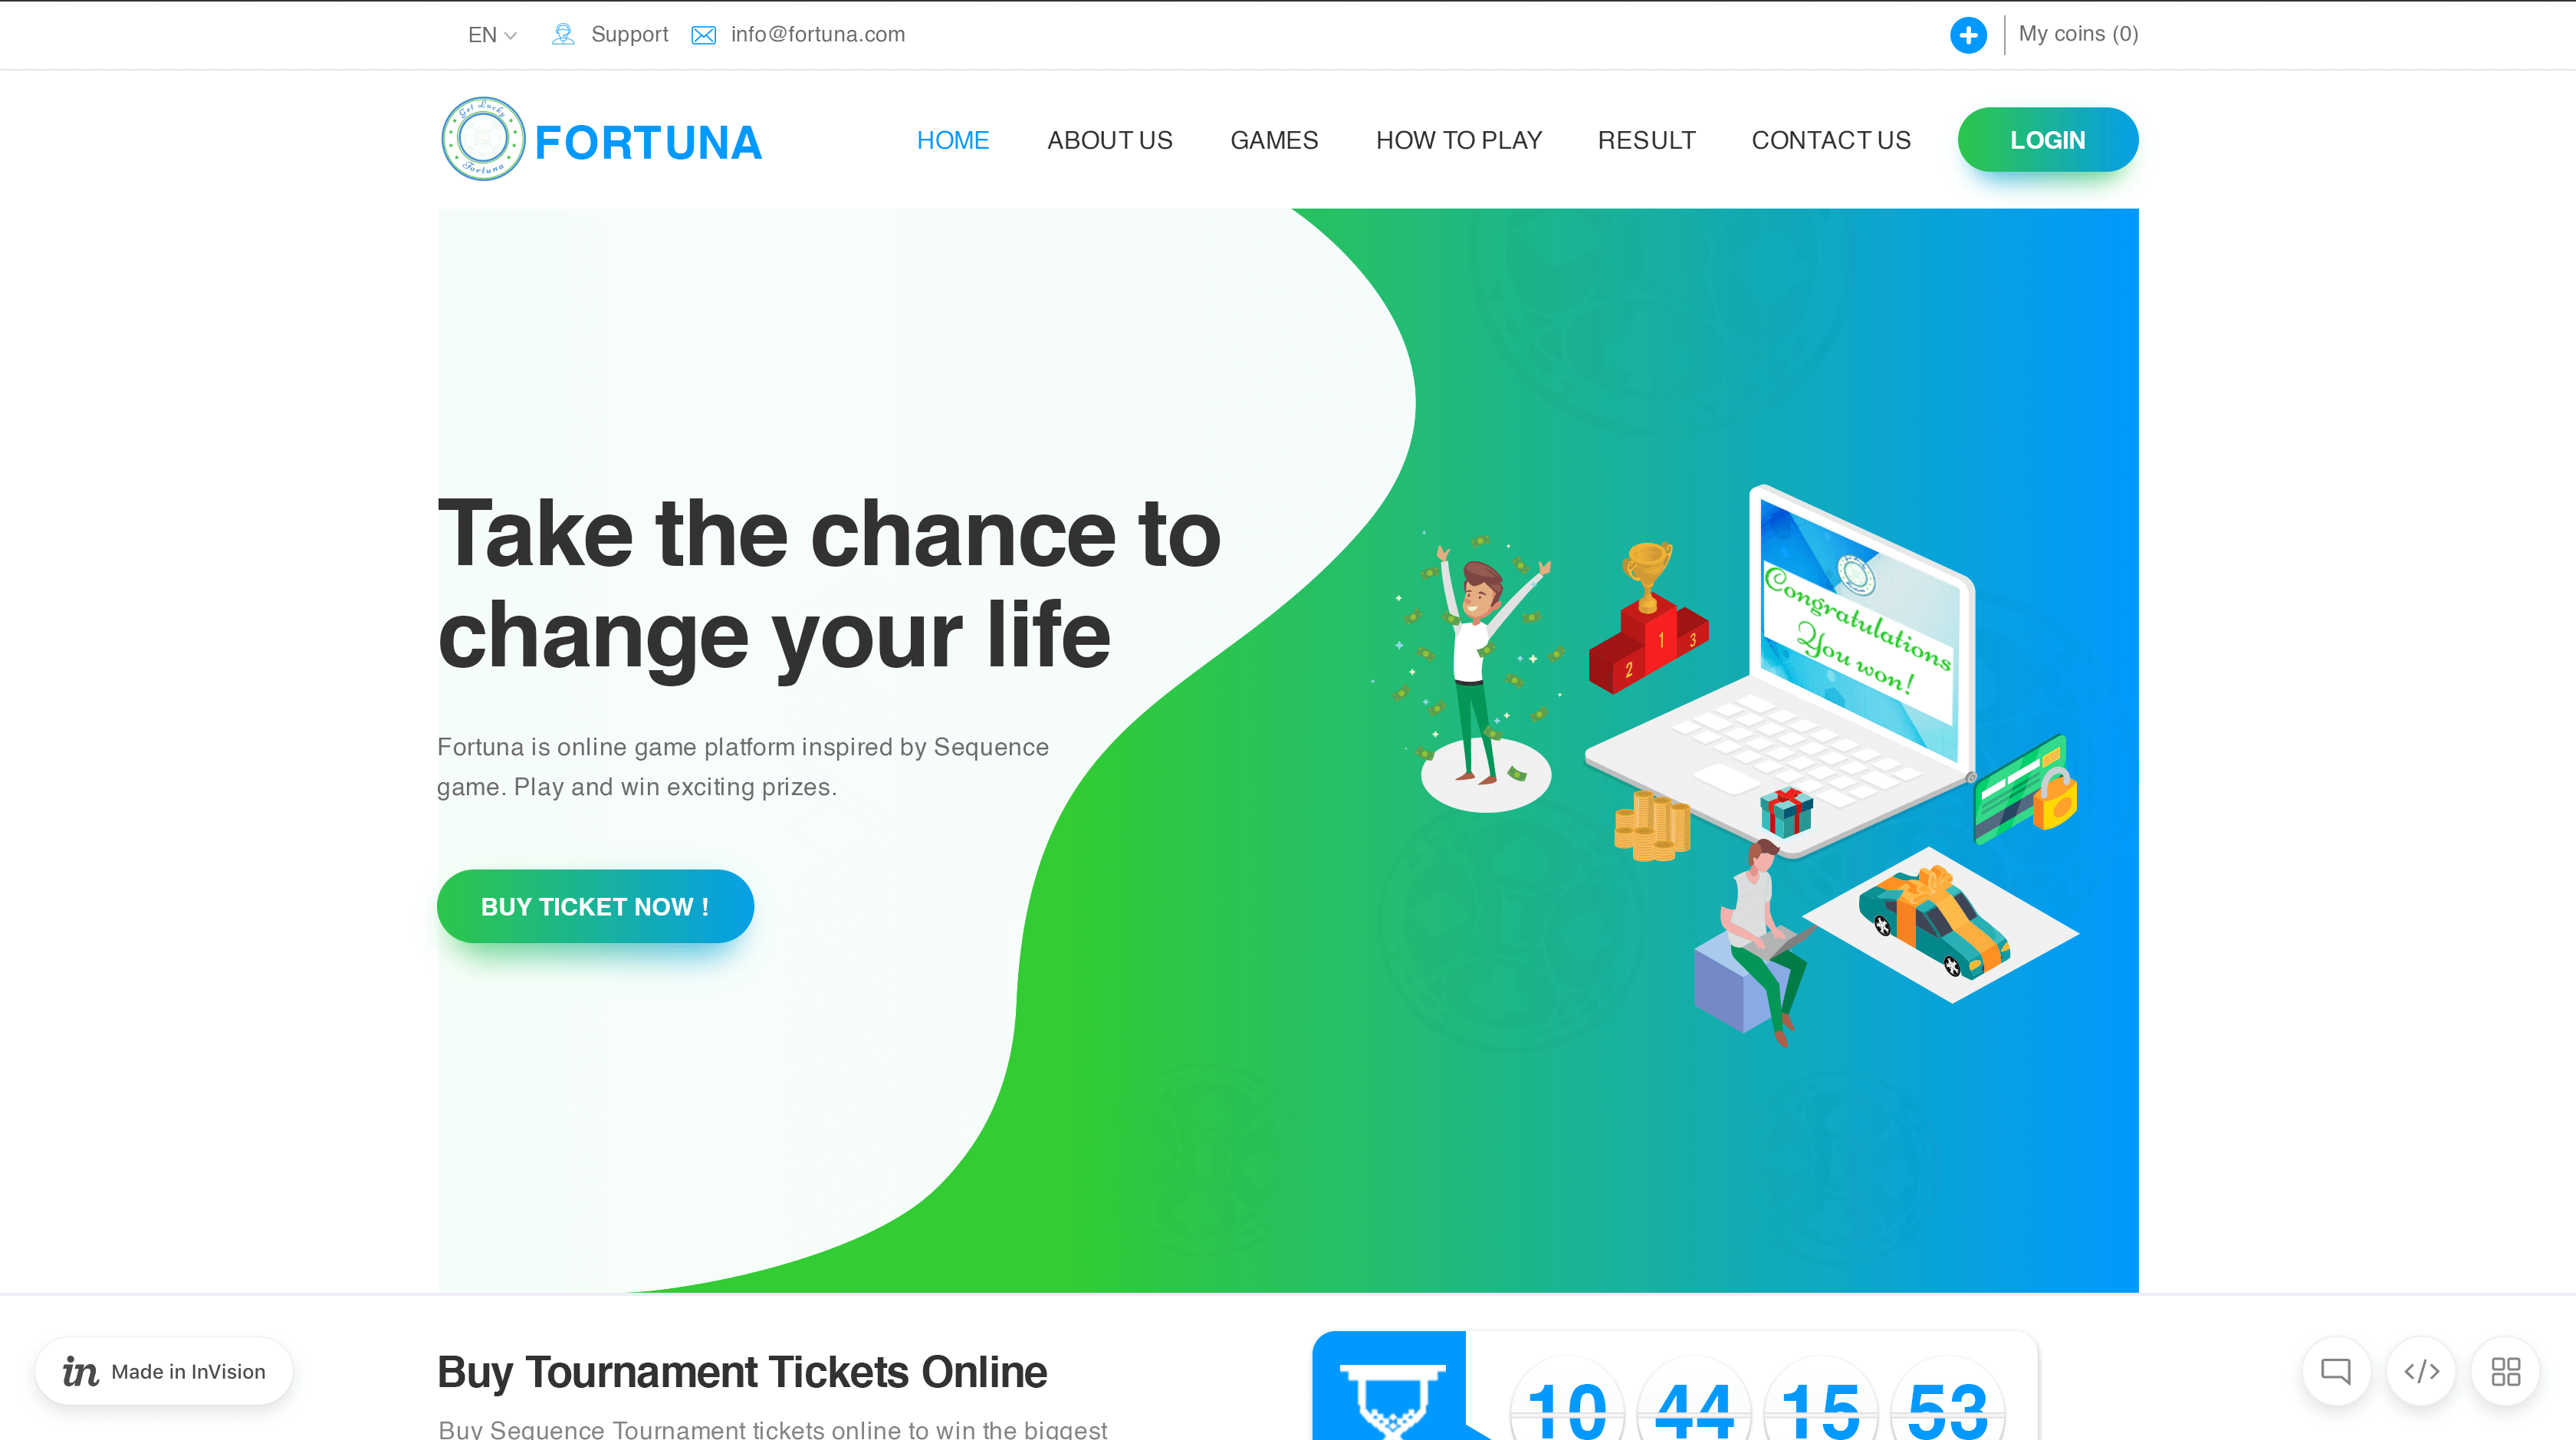 EN
Support
info@fortuna.com
My coins (0)
Get Lucky
Fortuna
FORTUNA
HOME
ABOUT US
GAMES
HOW TO PLAY
RESULT
CONTACT US
LOGIN
Take the chance to
change your life
Fortuna is online game platform inspired by Sequence
game. Play and win exciting prizes.
BUY TICKET NOW !
Congratulations
You won!
1
2
3
in Made in InVision
Buy Tournament Tickets Online
Buy Sequence Tournament tickets online to win the biggest
10 44 15 53